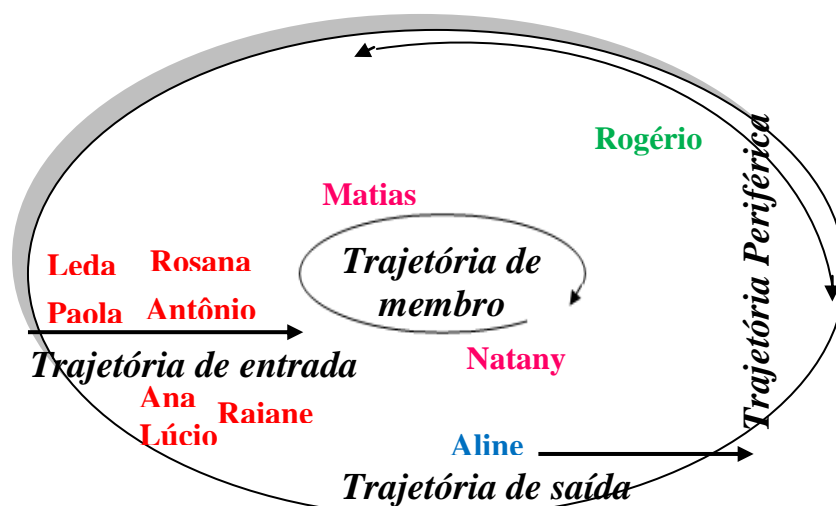 Rogério
Trajetória Periférica
Matias
Leda Rosana
Trajetória de
membro
Paola Antônio
Trajetória de entrada
Natany
Ana
Raiane
Lúcio
Aline
Trajetória de saída